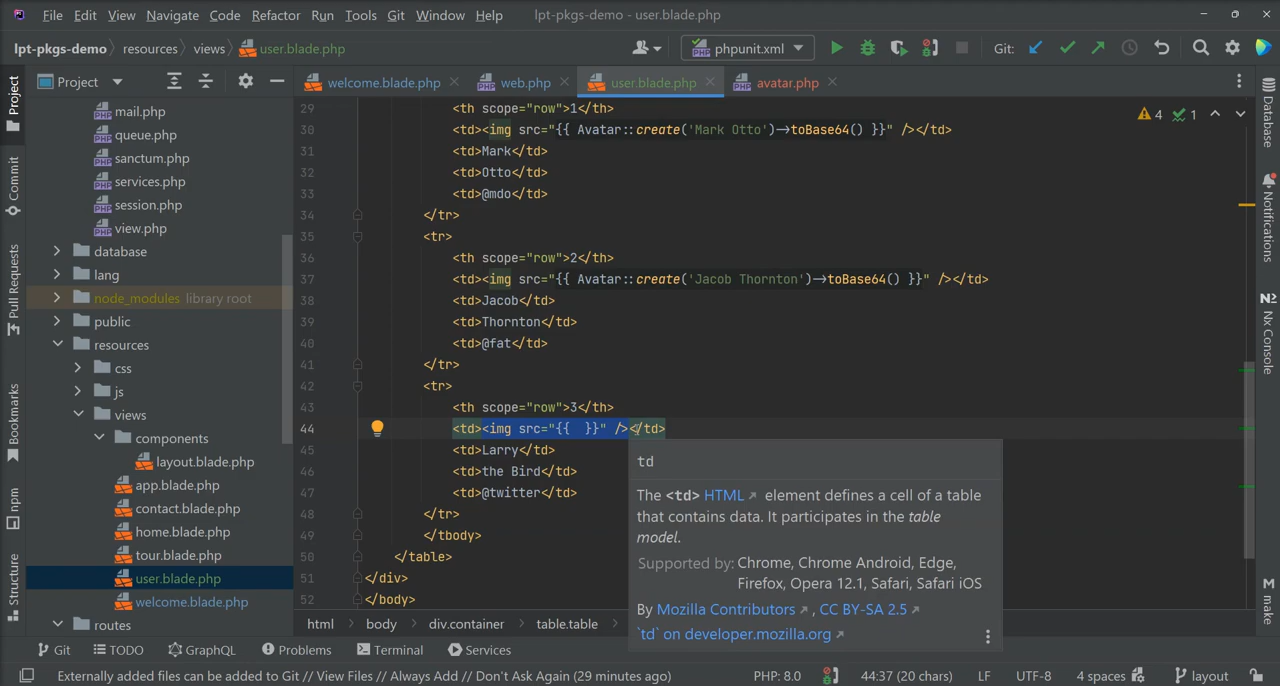 File Edit View Navigate Code Refactor Run Tools Git Window Help lpt-pkgs-demo - user.blade.php
lpt-pkgs-demo resources views user.blade.php phpunit.xml Git:
Project welcome.blade.php web.php user.blade.php avatar.php
Project
Commit
Pull Requests
Bookmarks
npm
Structure
mail.php
queue.php
sanctum.php
services.php
session.php
view.php
database
lang
node_modules library root
public
resources
css
js
views
components
layout.blade.php
app.blade.php
contact.blade.php
home.blade.php
tour.blade.php
user.blade.php
welcome.blade.php
routes
4 1
29 <th scope="row">1</th>
30 <td><img src="{{ Avatar::create('Mark Otto')->toBase64() }}" /></td>
31 <td>Mark</td>
32 <td>Otto</td>
33 <td>@mdo</td>
34 </tr>
35 <tr>
36 <th scope="row">2</th>
37 <td><img src="{{ Avatar::create('Jacob Thornton')->toBase64() }}" /></td>
38 <td>Jacob</td>
39 <td>Thornton</td>
40 <td>@fat</td>
41 </tr>
42 <tr>
43 <th scope="row">3</th>
44 <td><img src="{{  }}" /></td>
45 <td>Larry</td>
46 <td>the Bird</td>
47 <td>@twitter</td>
48 </tr>
49 </tbody>
50 </table>
51 </div>
52 </body>
td
The <td> HTML element defines a cell of a table
that contains data. It participates in the table
model.
Supported by: Chrome, Chrome Android, Edge,
Firefox, Opera 12.1, Safari, Safari iOS
By Mozilla Contributors , CC BY-SA 2.5
`td` on developer.mozilla.org
html body div.container table.table
Database
Notifications
Nx Console
make
Git TODO GraphQL Problems Terminal Services
Externally added files can be added to Git // View Files // Always Add // Don't Ask Again (29 minutes ago) PHP: 8.0 44:37 (20 chars) LF UTF-8 4 spaces layout